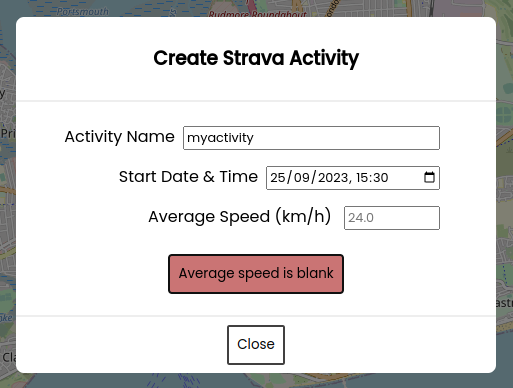 Portsmouth
Rudmore Roundabout
Create Strava Activity
Activity Name myactivity
Start Date & Time 25/09/2023, 15:30
Average Speed (km/h) 24.0
Average speed is blank
Close